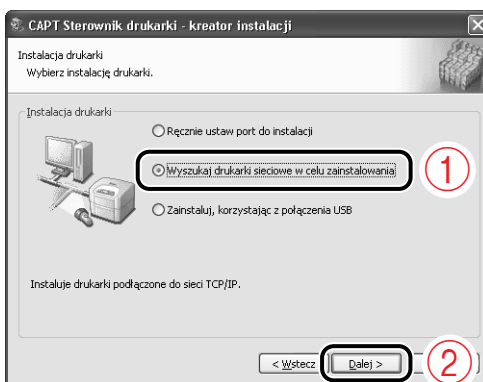 CAPT Sterownik drukarki - kreator instalacji
Instalacja drukarki
Wybierz instalację drukarki.
Instalacja drukarki
Ręcznie ustaw port do instalacji
Wyszukaj drukarki sieciowe w celu zainstalowania
1
Zainstaluj, korzystając z połączenia USB
Instaluje drukarki podłączone do sieci TCP/IP.
< Wstecz
Dalej >
2